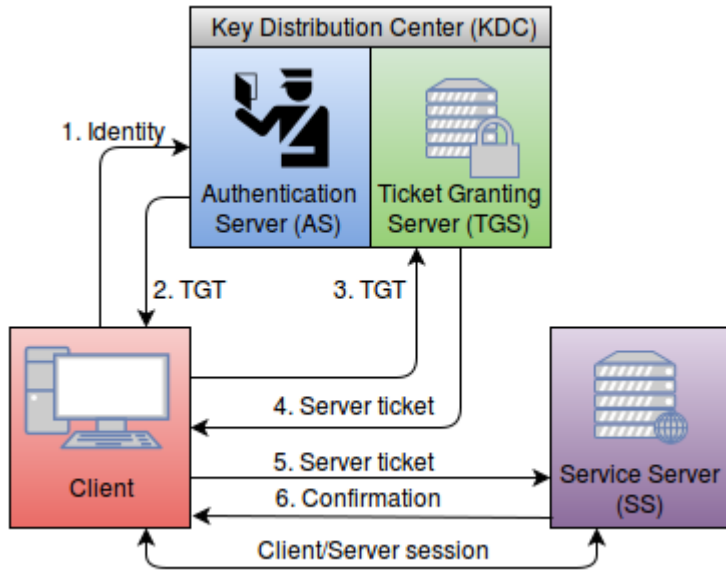 Key Distribution Center (KDC)
1. Identity
Authentication
Server (AS)
Ticket Granting
Server (TGS)
2. TGT
3. TGT
4. Server ticket
5. Server ticket
6. Confirmation
Client
Service Server
(SS)
Client/Server session